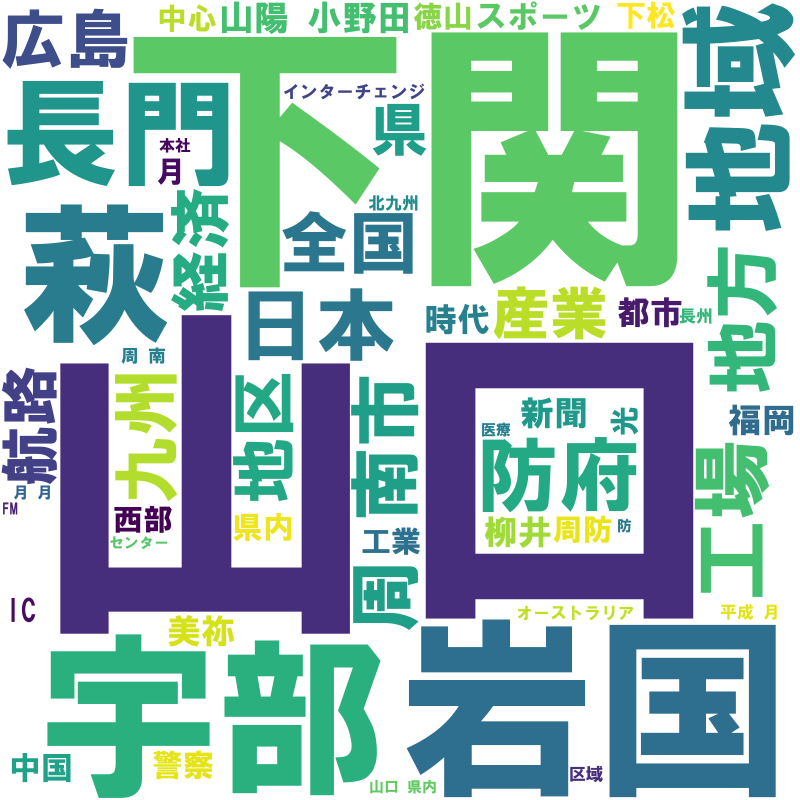 広島
中心
山陽 小野田
徳山
スポーツ
下松
下関
地域
長門
インターチェンジ
県
本社
月
北九州
萩
経済
全国
地方
日本
時代
産業
都市
長州
周 南
山口
航路
九州
地区
南市
新聞
光
福岡
医療
防府
工場
月 月
FM
西部
県内
センター
工業
柳井
周防
防
周
IC
美祢
オーストラリア
平成 月
宇部
岩国
中国
警察
区域
山口 県内